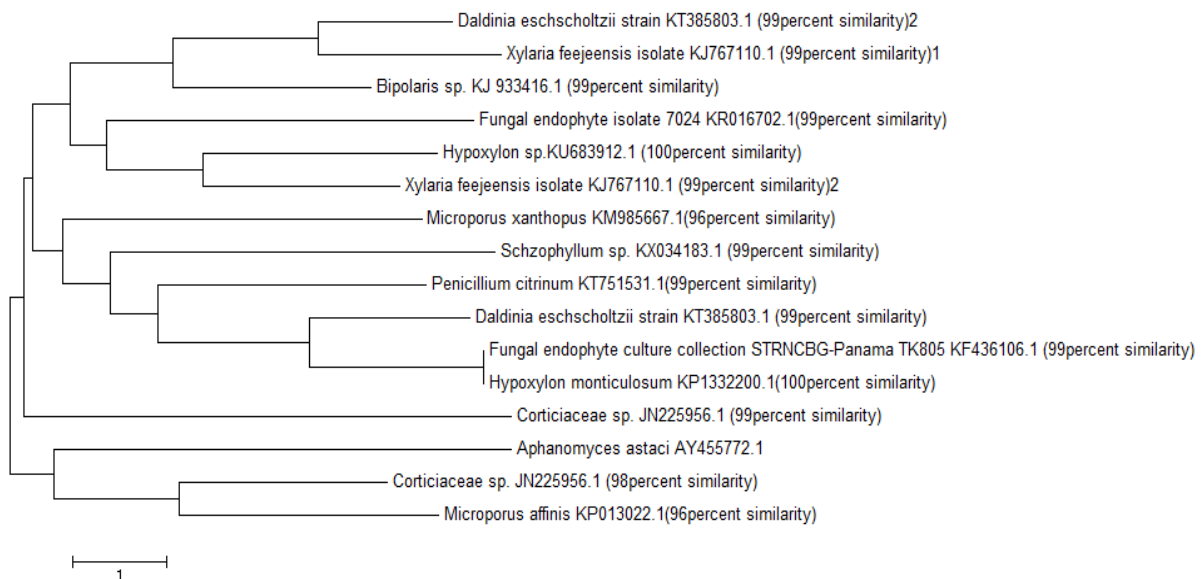 Daldinia eschscholtzii strain KT385803.1 (99percent similarity)2
Xylaria feejeensis isolate KJ767110.1 (99percent similarity)1
Bipolaris sp. KJ 933416.1 (99percent similarity)
Fungal endophyte isolate 7024 KR016702.1(99percent similarity)
Hypoxylon sp.KU683912.1 (100percent similarity)
Xylaria feejeensis isolate KJ767110.1 (99percent similarity)2
Microporus xanthopus KM985667.1(96percent similarity)
Schzophyllum sp. KX034183.1 (99percent similarity)
Penicillium citrinum KT751531.1(99percent similarity)
Daldinia eschscholtzii strain KT385803.1 (99percent similarity)
Fungal endophyte culture collection STRNCBG-Panama TK805 KF436106.1 (99percent similarity)
Hypoxylon monticulosum KP1332200.1(100percent similarity)
Corticiaceae sp. JN225956.1 (99percent similarity)
Aphanomyces astaci AY455772.1
Corticiaceae sp. JN225956.1 (98percent similarity)
Microporus affinis KP013022.1(96percent similarity)
1